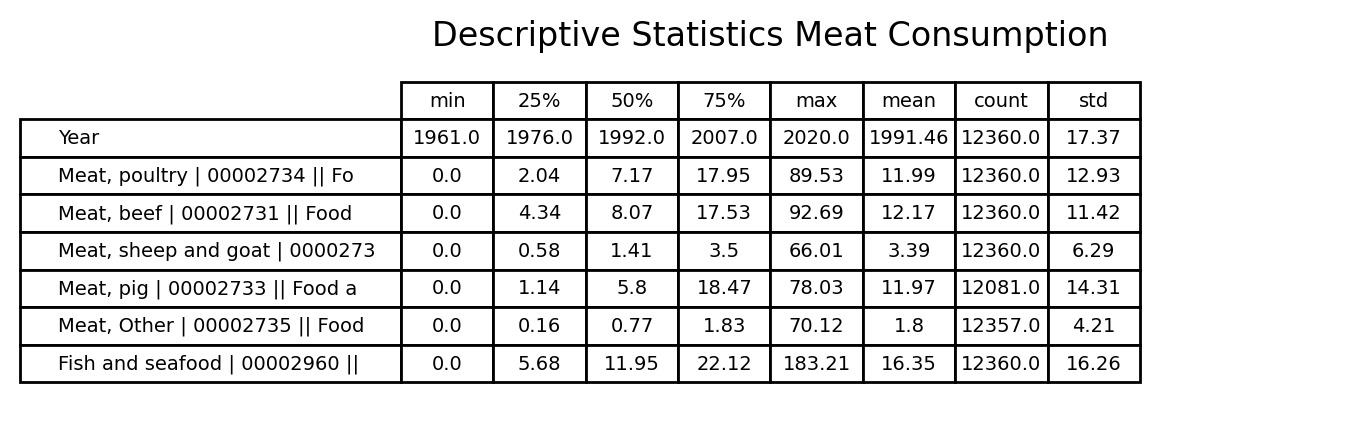 Descriptive Statistics Meat Consumption
min 25% 50% 75% max mean count std
Year 1961.0 1976.0 1992.0 2007.0 2020.0 1991.46 12360.0 17.37
Meat, poultry | 00002734 || Fo 0.0 2.04 7.17 17.95 89.53 11.99 12360.0 12.93
Meat, beef | 00002731 || Food 0.0 4.34 8.07 17.53 92.69 12.17 12360.0 11.42
Meat, sheep and goat | 0000273 0.0 0.58 1.41 3.5 66.01 3.39 12360.0 6.29
Meat, pig | 00002733 || Food a 0.0 1.14 5.8 18.47 78.03 11.97 12081.0 14.31
Meat, Other | 00002735 || Food 0.0 0.16 0.77 1.83 70.12 1.8 12357.0 4.21
Fish and seafood | 00002960 || 0.0 5.68 11.95 22.12 183.21 16.35 12360.0 16.26